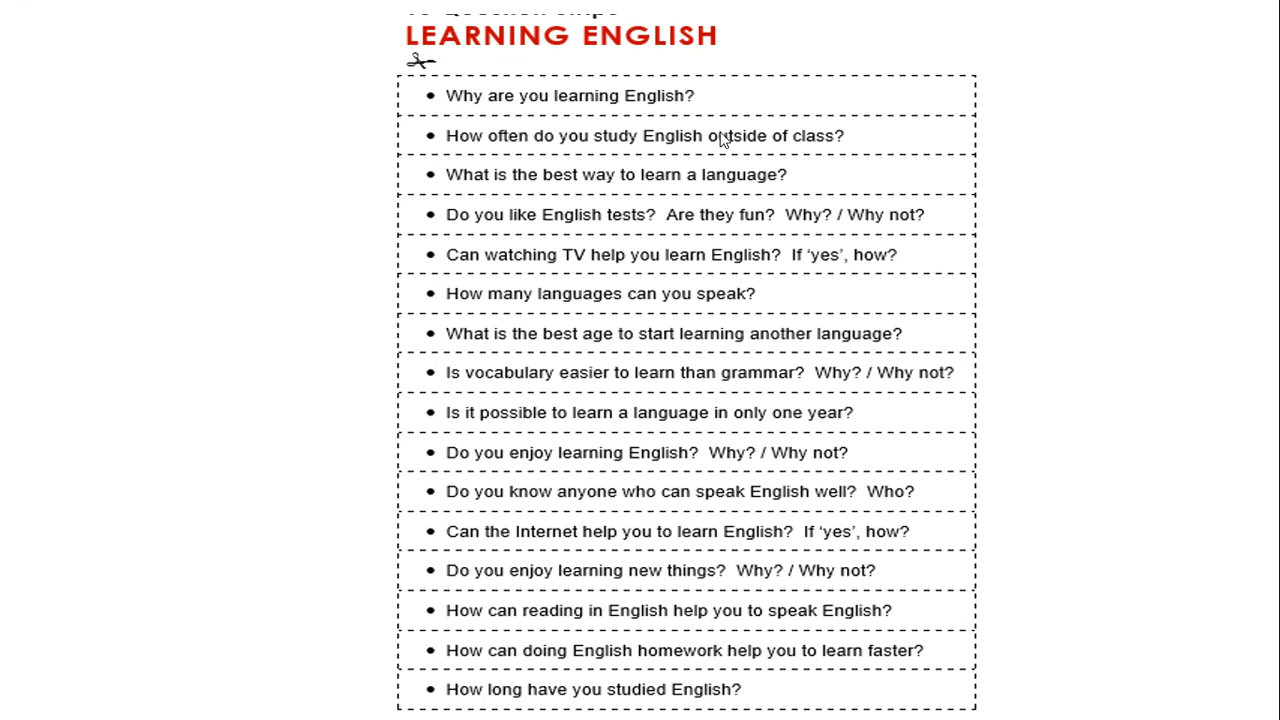 LEARNING ENGLISH
• Why are you learning English?
• How often do you study English outside of class?
• What is the best way to learn a language?
• Do you like English tests?  Are they fun?  Why? / Why not?
• Can watching TV help you learn English?  If ‘yes’, how?
• How many languages can you speak?
• What is the best age to start learning another language?
• Is vocabulary easier to learn than grammar?  Why? / Why not?
• Is it possible to learn a language in only one year?
• Do you enjoy learning English?  Why? / Why not?
• Do you know anyone who can speak English well?  Who?
• Can the Internet help you to learn English?  If ‘yes’, how?
• Do you enjoy learning new things?  Why? / Why not?
• How can reading in English help you to speak English?
• How can doing English homework help you to learn faster?
• How long have you studied English?